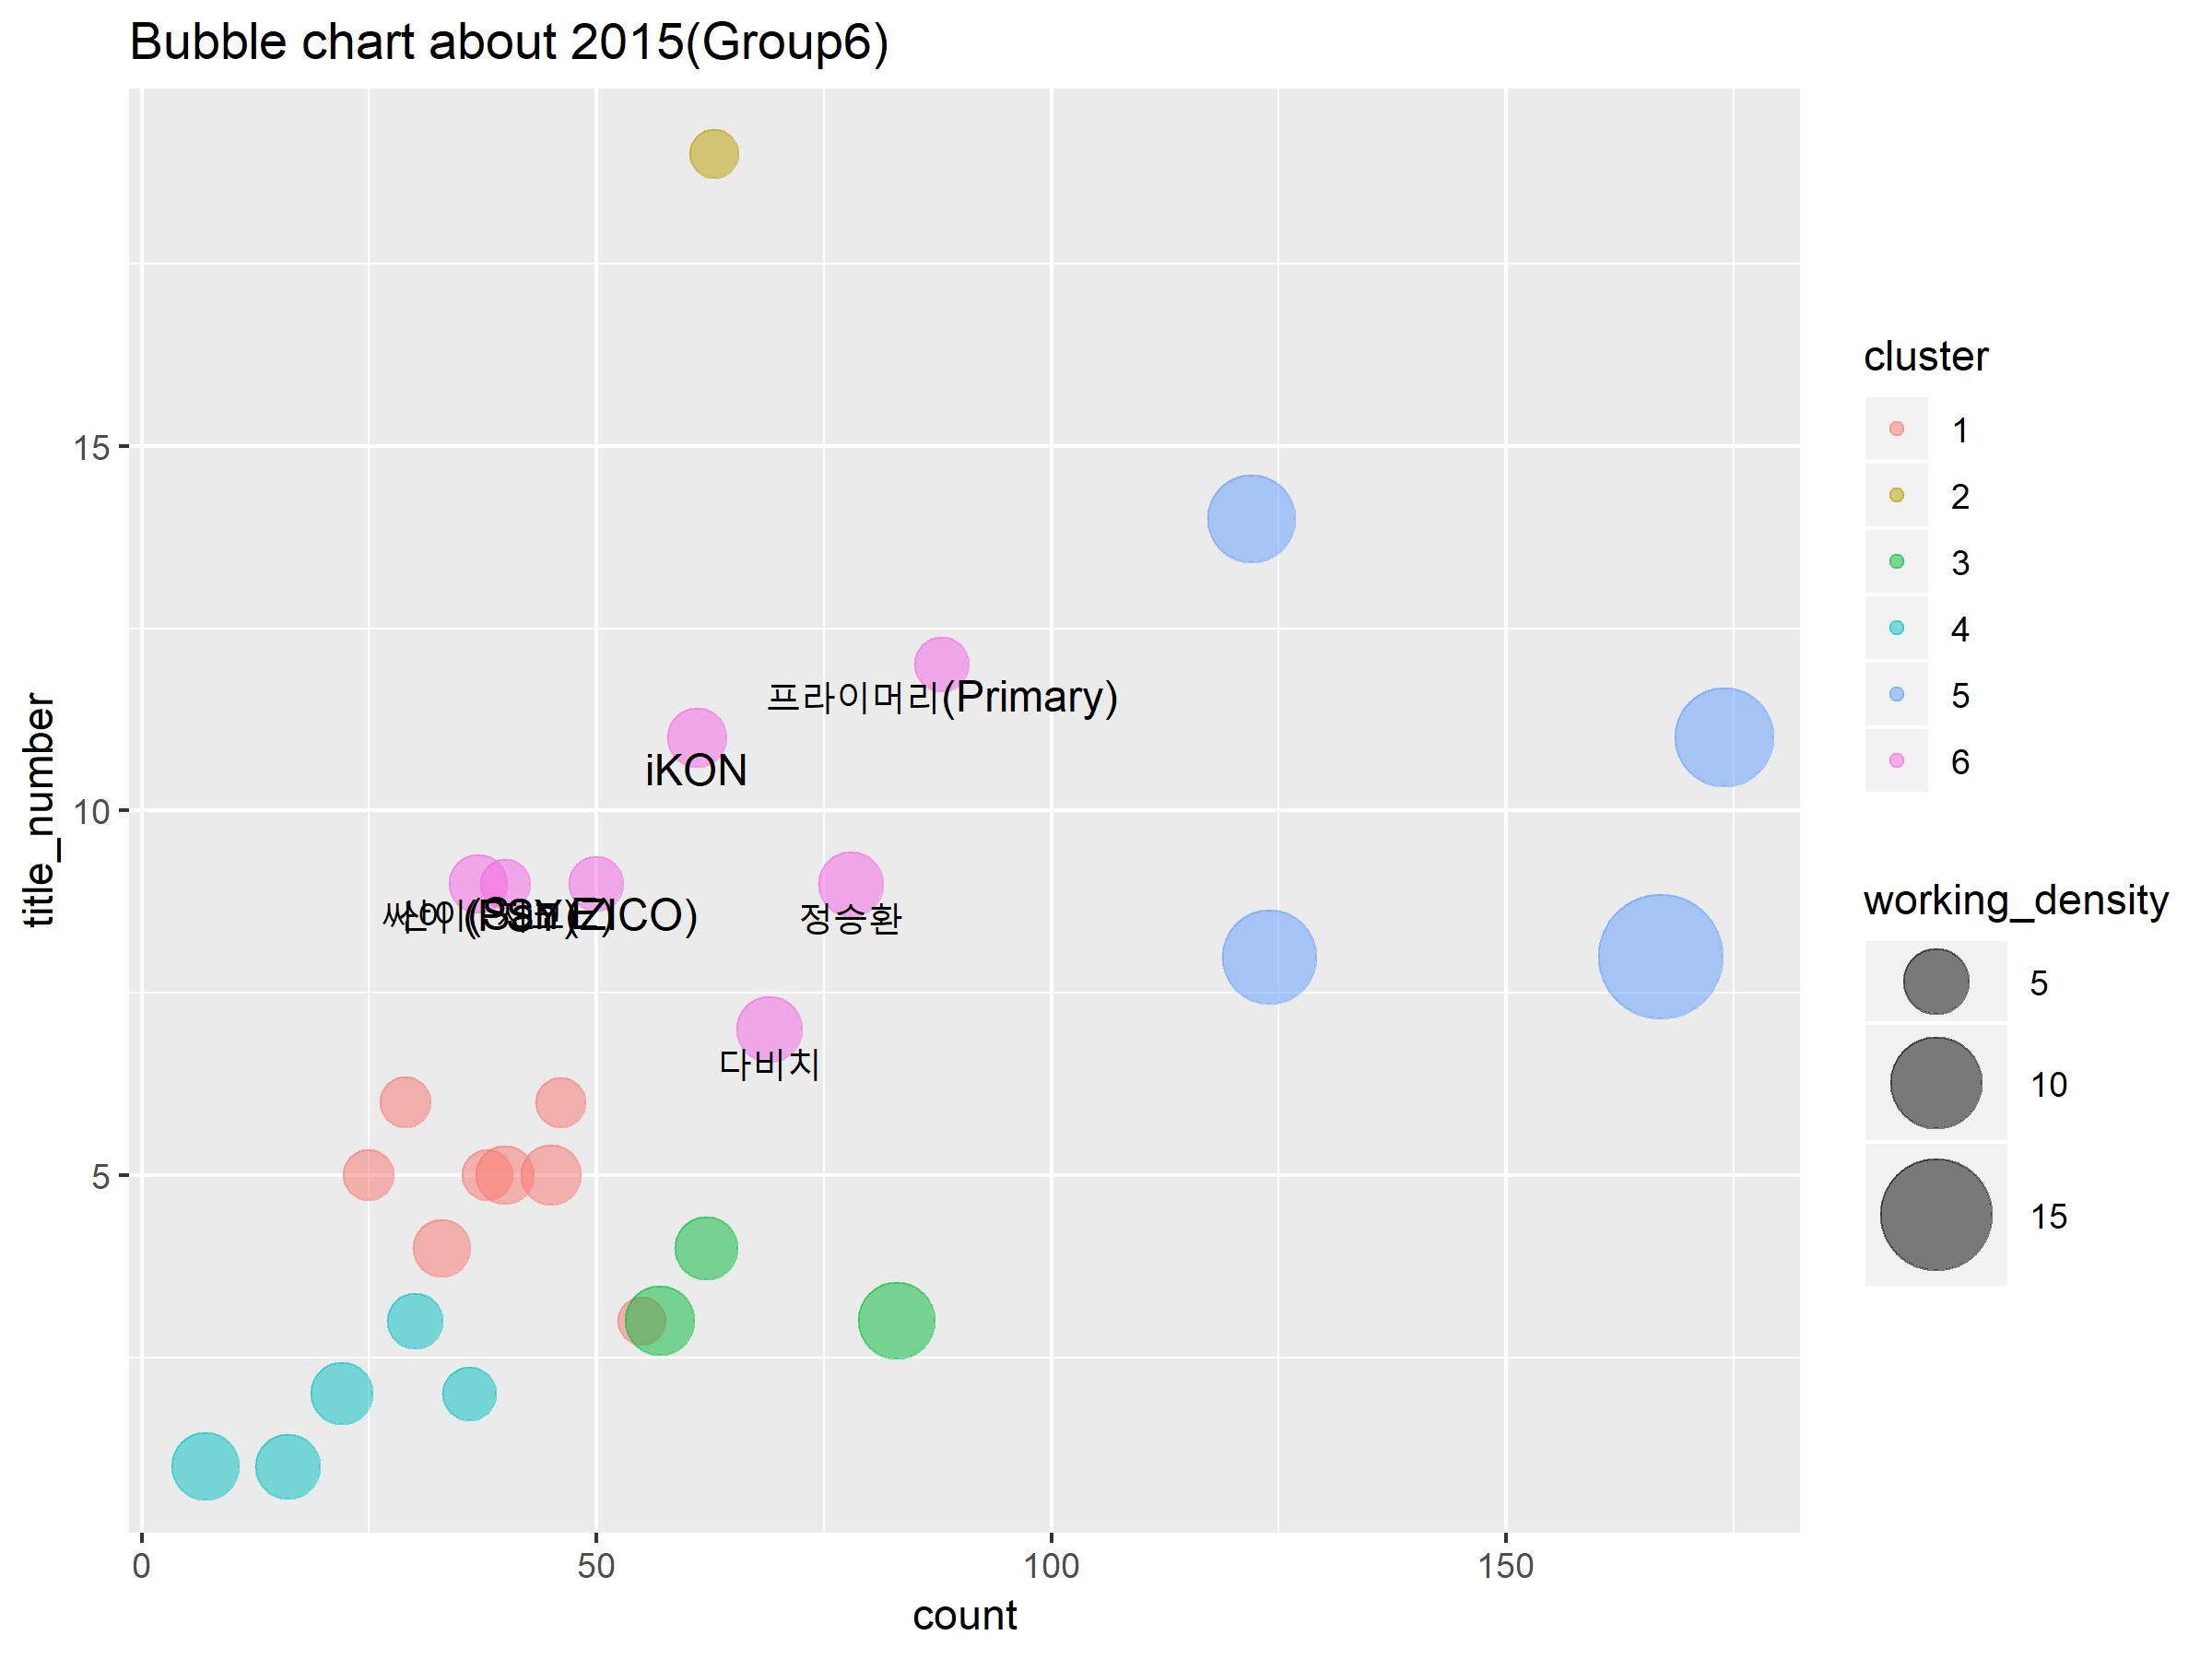 Bubble chart about 2015(Group6)
title_number
15
10
5
프라이머리(Primary)
iKON
정승환
다비치
0
50
100
150
count
cluster
1
2
3
4
5
6
working_density
5
10
15